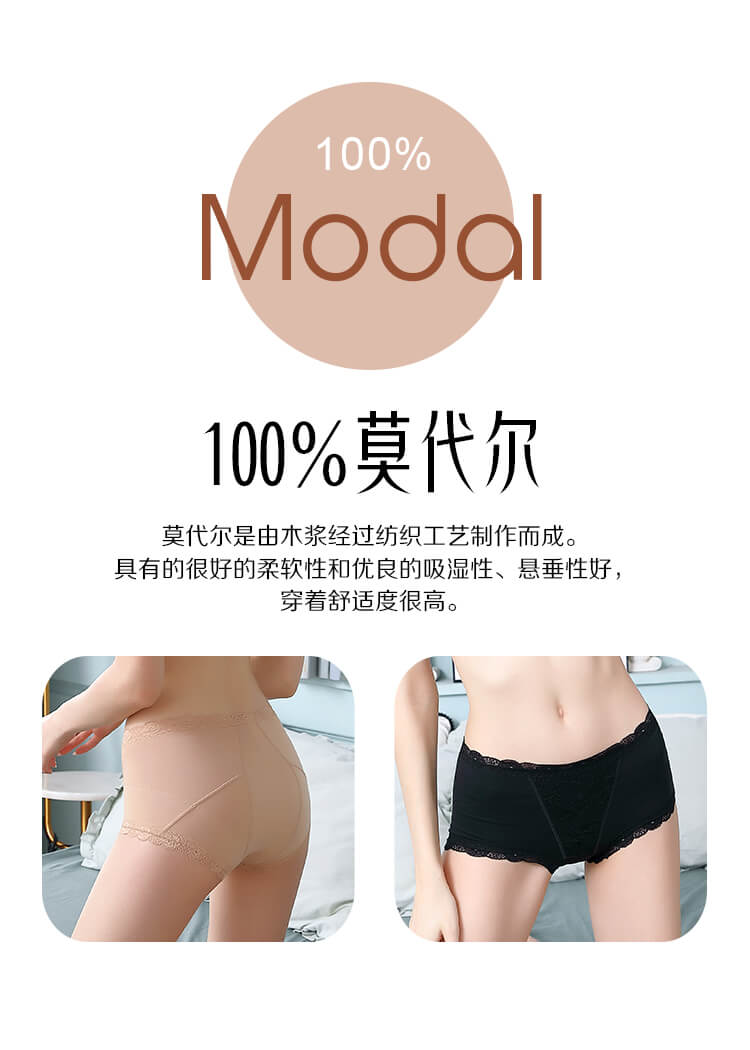 100%
Modal
100%莫代尔
莫代尔是由木浆经过纺织工艺制作而成。
具有的很好的柔软性和优良的吸湿性、悬垂性好，
穿着舒适度很高。